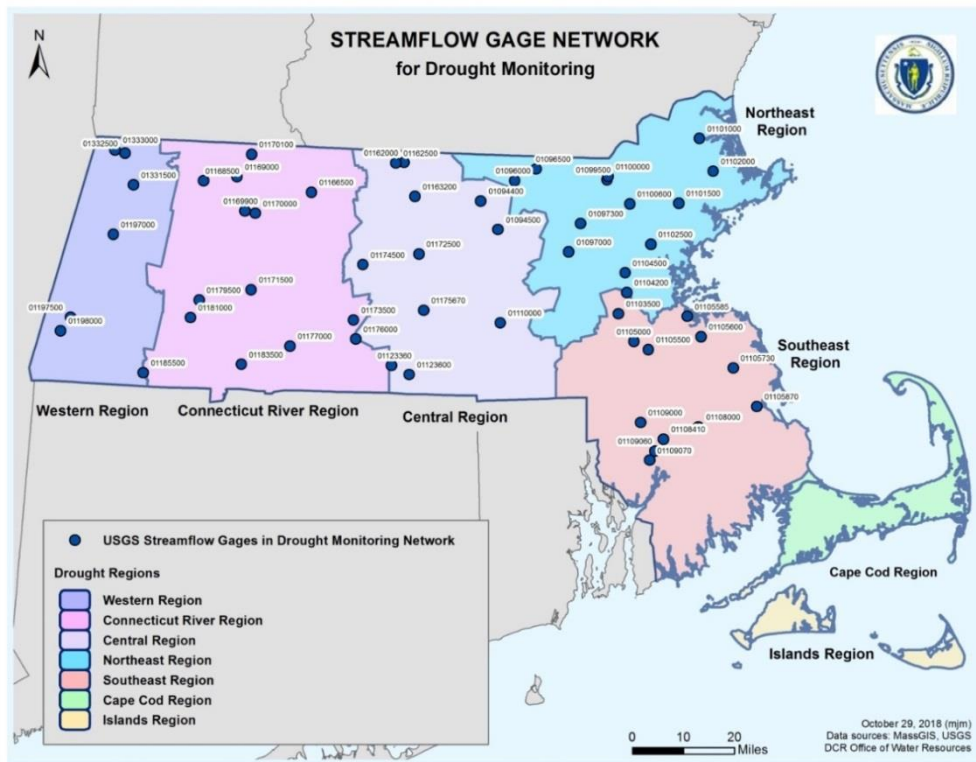 N
STREAMFLOW GAGE NETWORK
for Drought Monitoring
Northeast
Region
01332500
01333000
01170100
01162000
01162500
01101000
01168500
01169000
01096500
01099500
01100000
01102000
01331500
01166500
01096000
01163200
01094400
01100600
01101500
01169900
01170000
01197000
01094500
01097300
01172500
01097000
01102500
01174500
01104500
01171500
01104200
01179500
01175670
01103500
01105585
01197500
01181000
01173500
01110000
01198000
01176000
01105000
01105600
01177000
01105500
Southeast
Region
01185500
01183500
01123360
01123600
01105730
01105870
Western Region
Connecticut River Region
Central Region
01109000
01108000
01108410
01109060
01109070
USGS Streamflow Gages in Drought Monitoring Network
Drought Regions
Western Region
Connecticut River Region
Central Region
Northeast Region
Southeast Region
Cape Cod Region
Islands Region
Cape Cod Region
Islands Region
October 29, 2018 (mjm)
Data sources: MassGIS, USGS
DCR Office of Water Resources
0 10 20
Miles